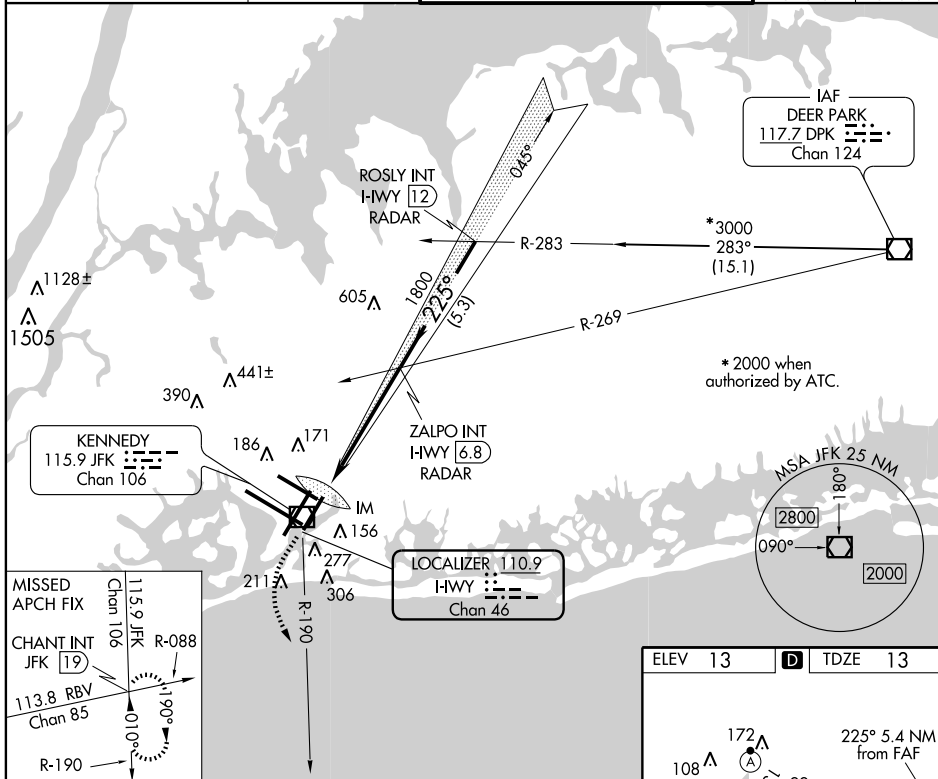 IAF
DEER PARK
117.7 DPK
Chan 124
ROSLY INT
I-IWY 12
RADAR
045°
R-283
*3000
283°
(15.1)
1128±
1505
605
1800
225°
(5.3)
R-269
* 2000 when
authorized by ATC.
441±
390
KENNEDY
115.9 JFK
Chan 106
186
171
ZALPO INT
I-IWY 6.8
RADAR
IM
156
277
211
306
R-190
LOCALIZER 110.9
I-IWY
Chan 46
MSA JFK 25 NM
180°
2800
090°
2000
MISSED
APCH FIX
115.9 JFK
Chan 106
CHANT INT
JFK 19
R-088
113.8 RBV
Chan 85
190°
010°
R-190
ELEV 13
D
TDZE 13
172
108
A
225° 5.4 NM
from FAF